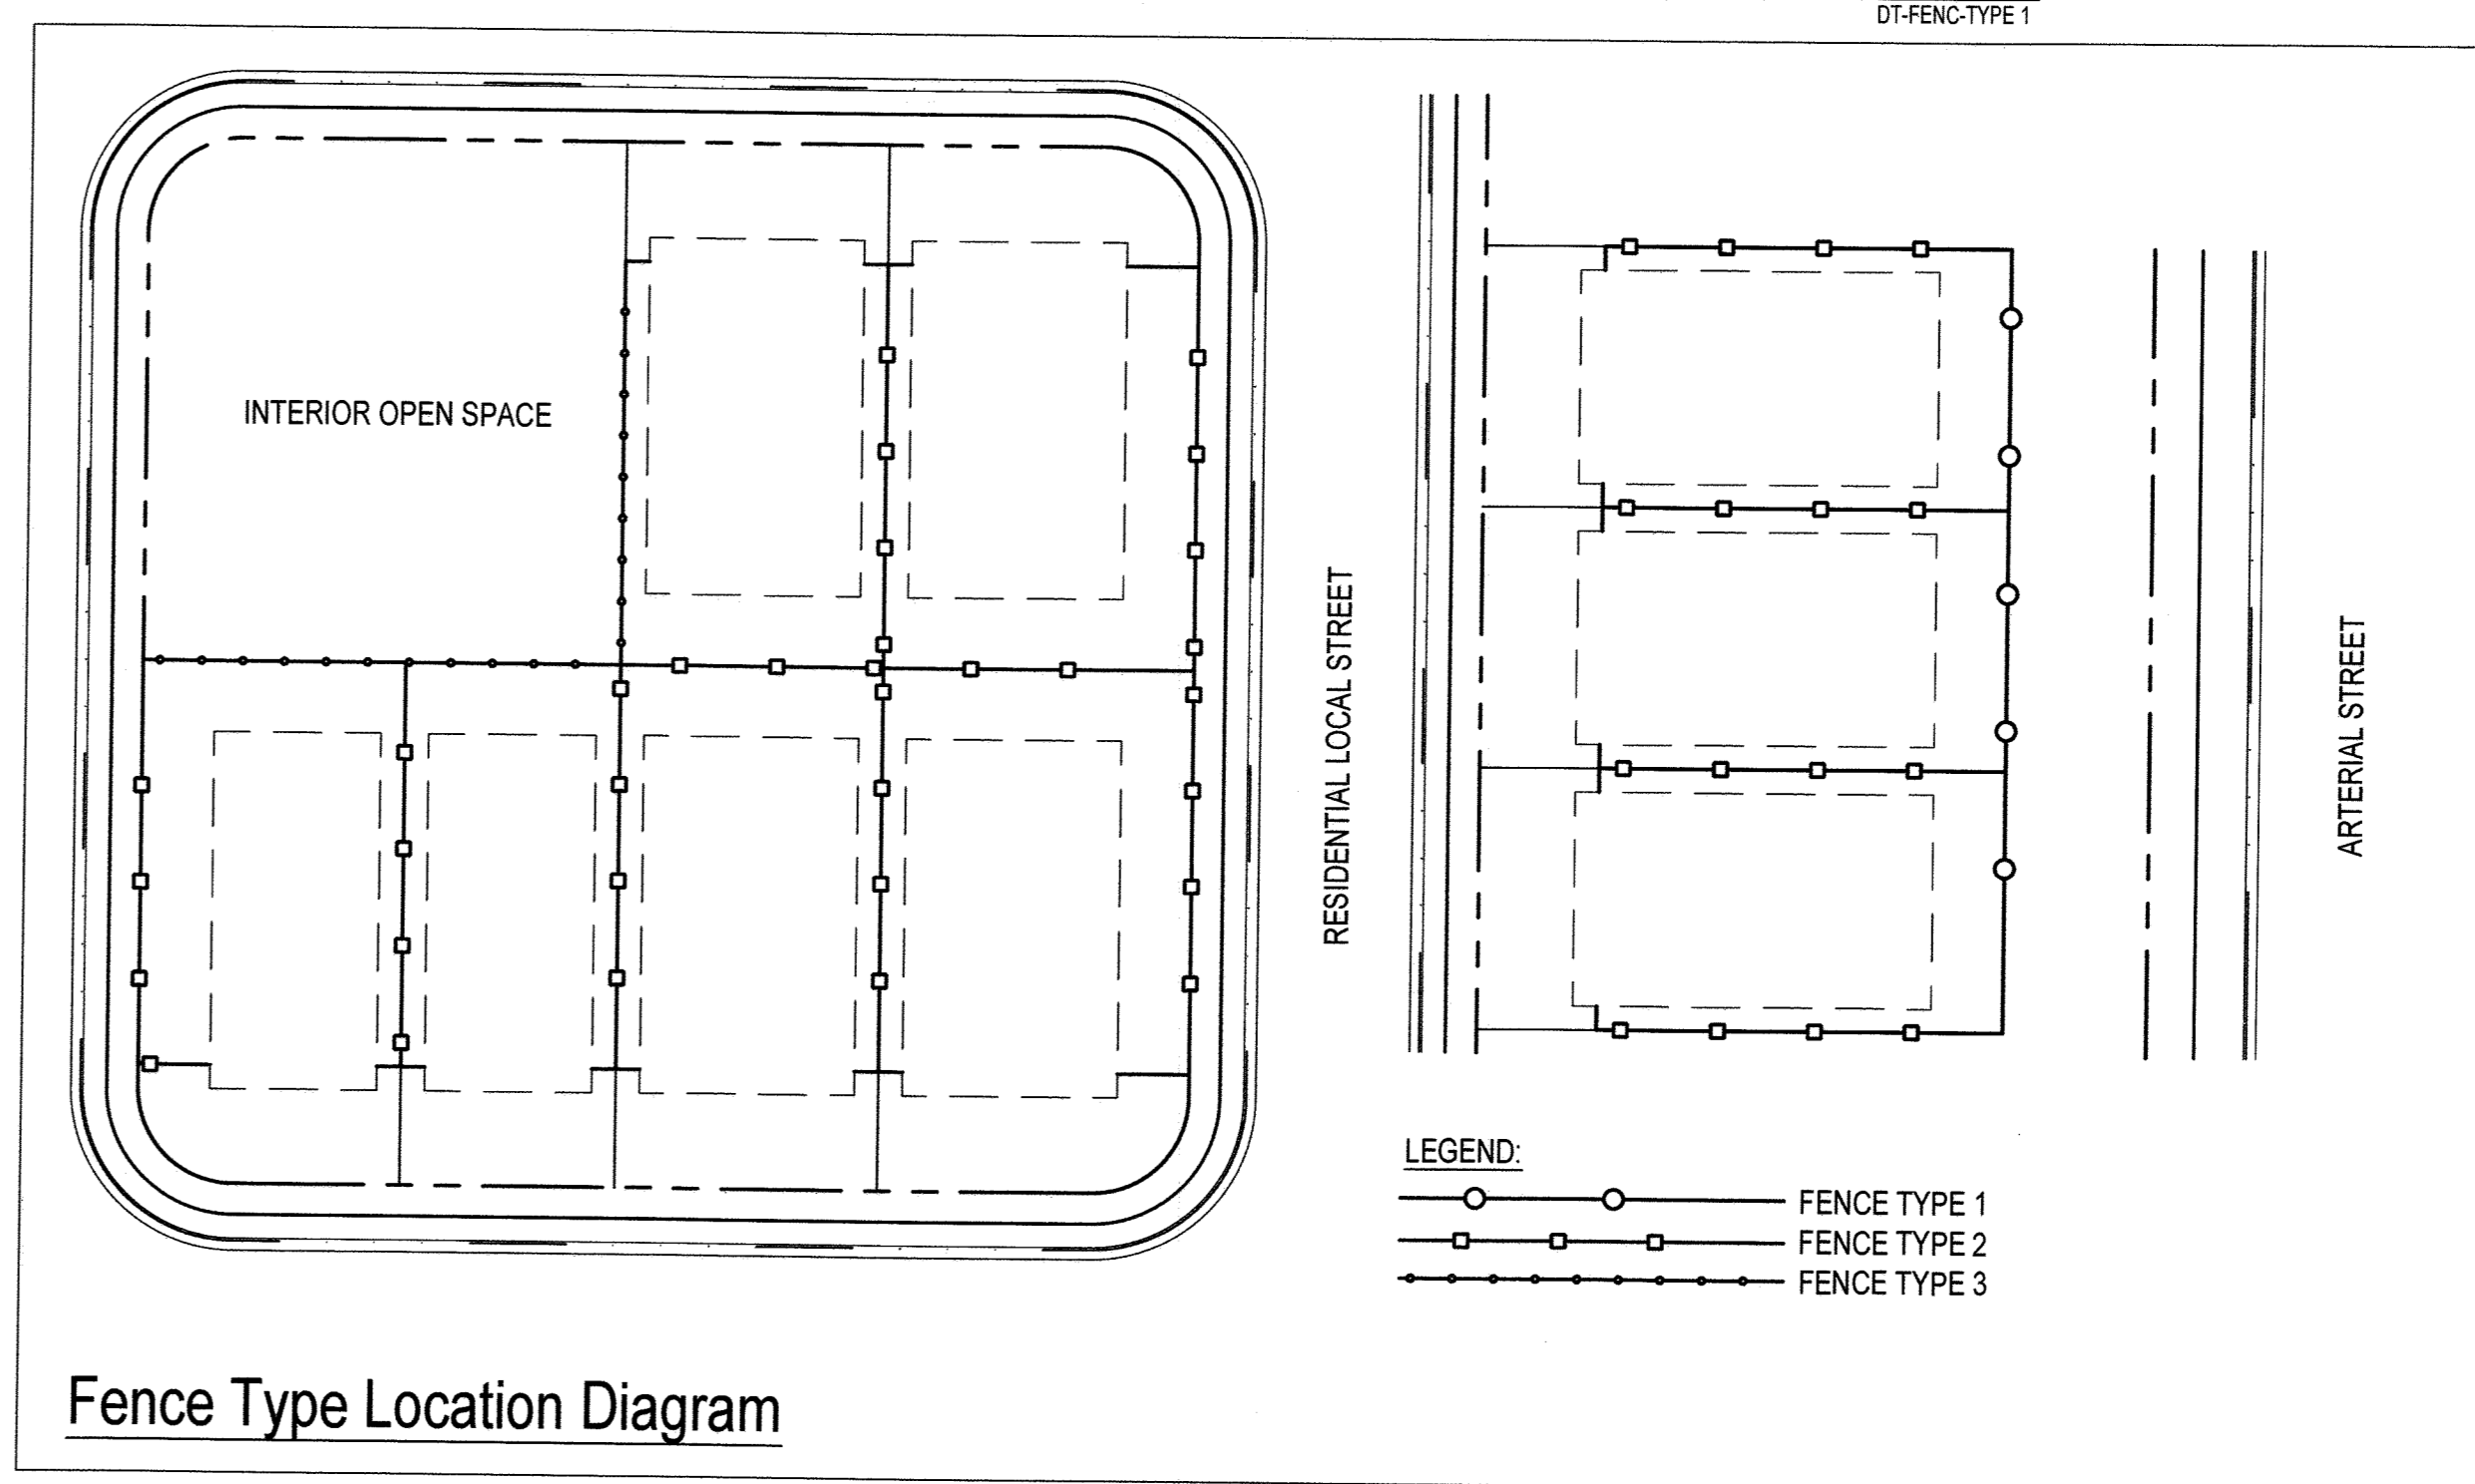 DT-FENC-TYPE 1
INTERIOR OPEN SPACE
RESIDENTIAL LOCAL STREET
ARTERIAL STREET
LEGEND:
FENCE TYPE 1
FENCE TYPE 2
FENCE TYPE 3
Fence Type Location Diagram